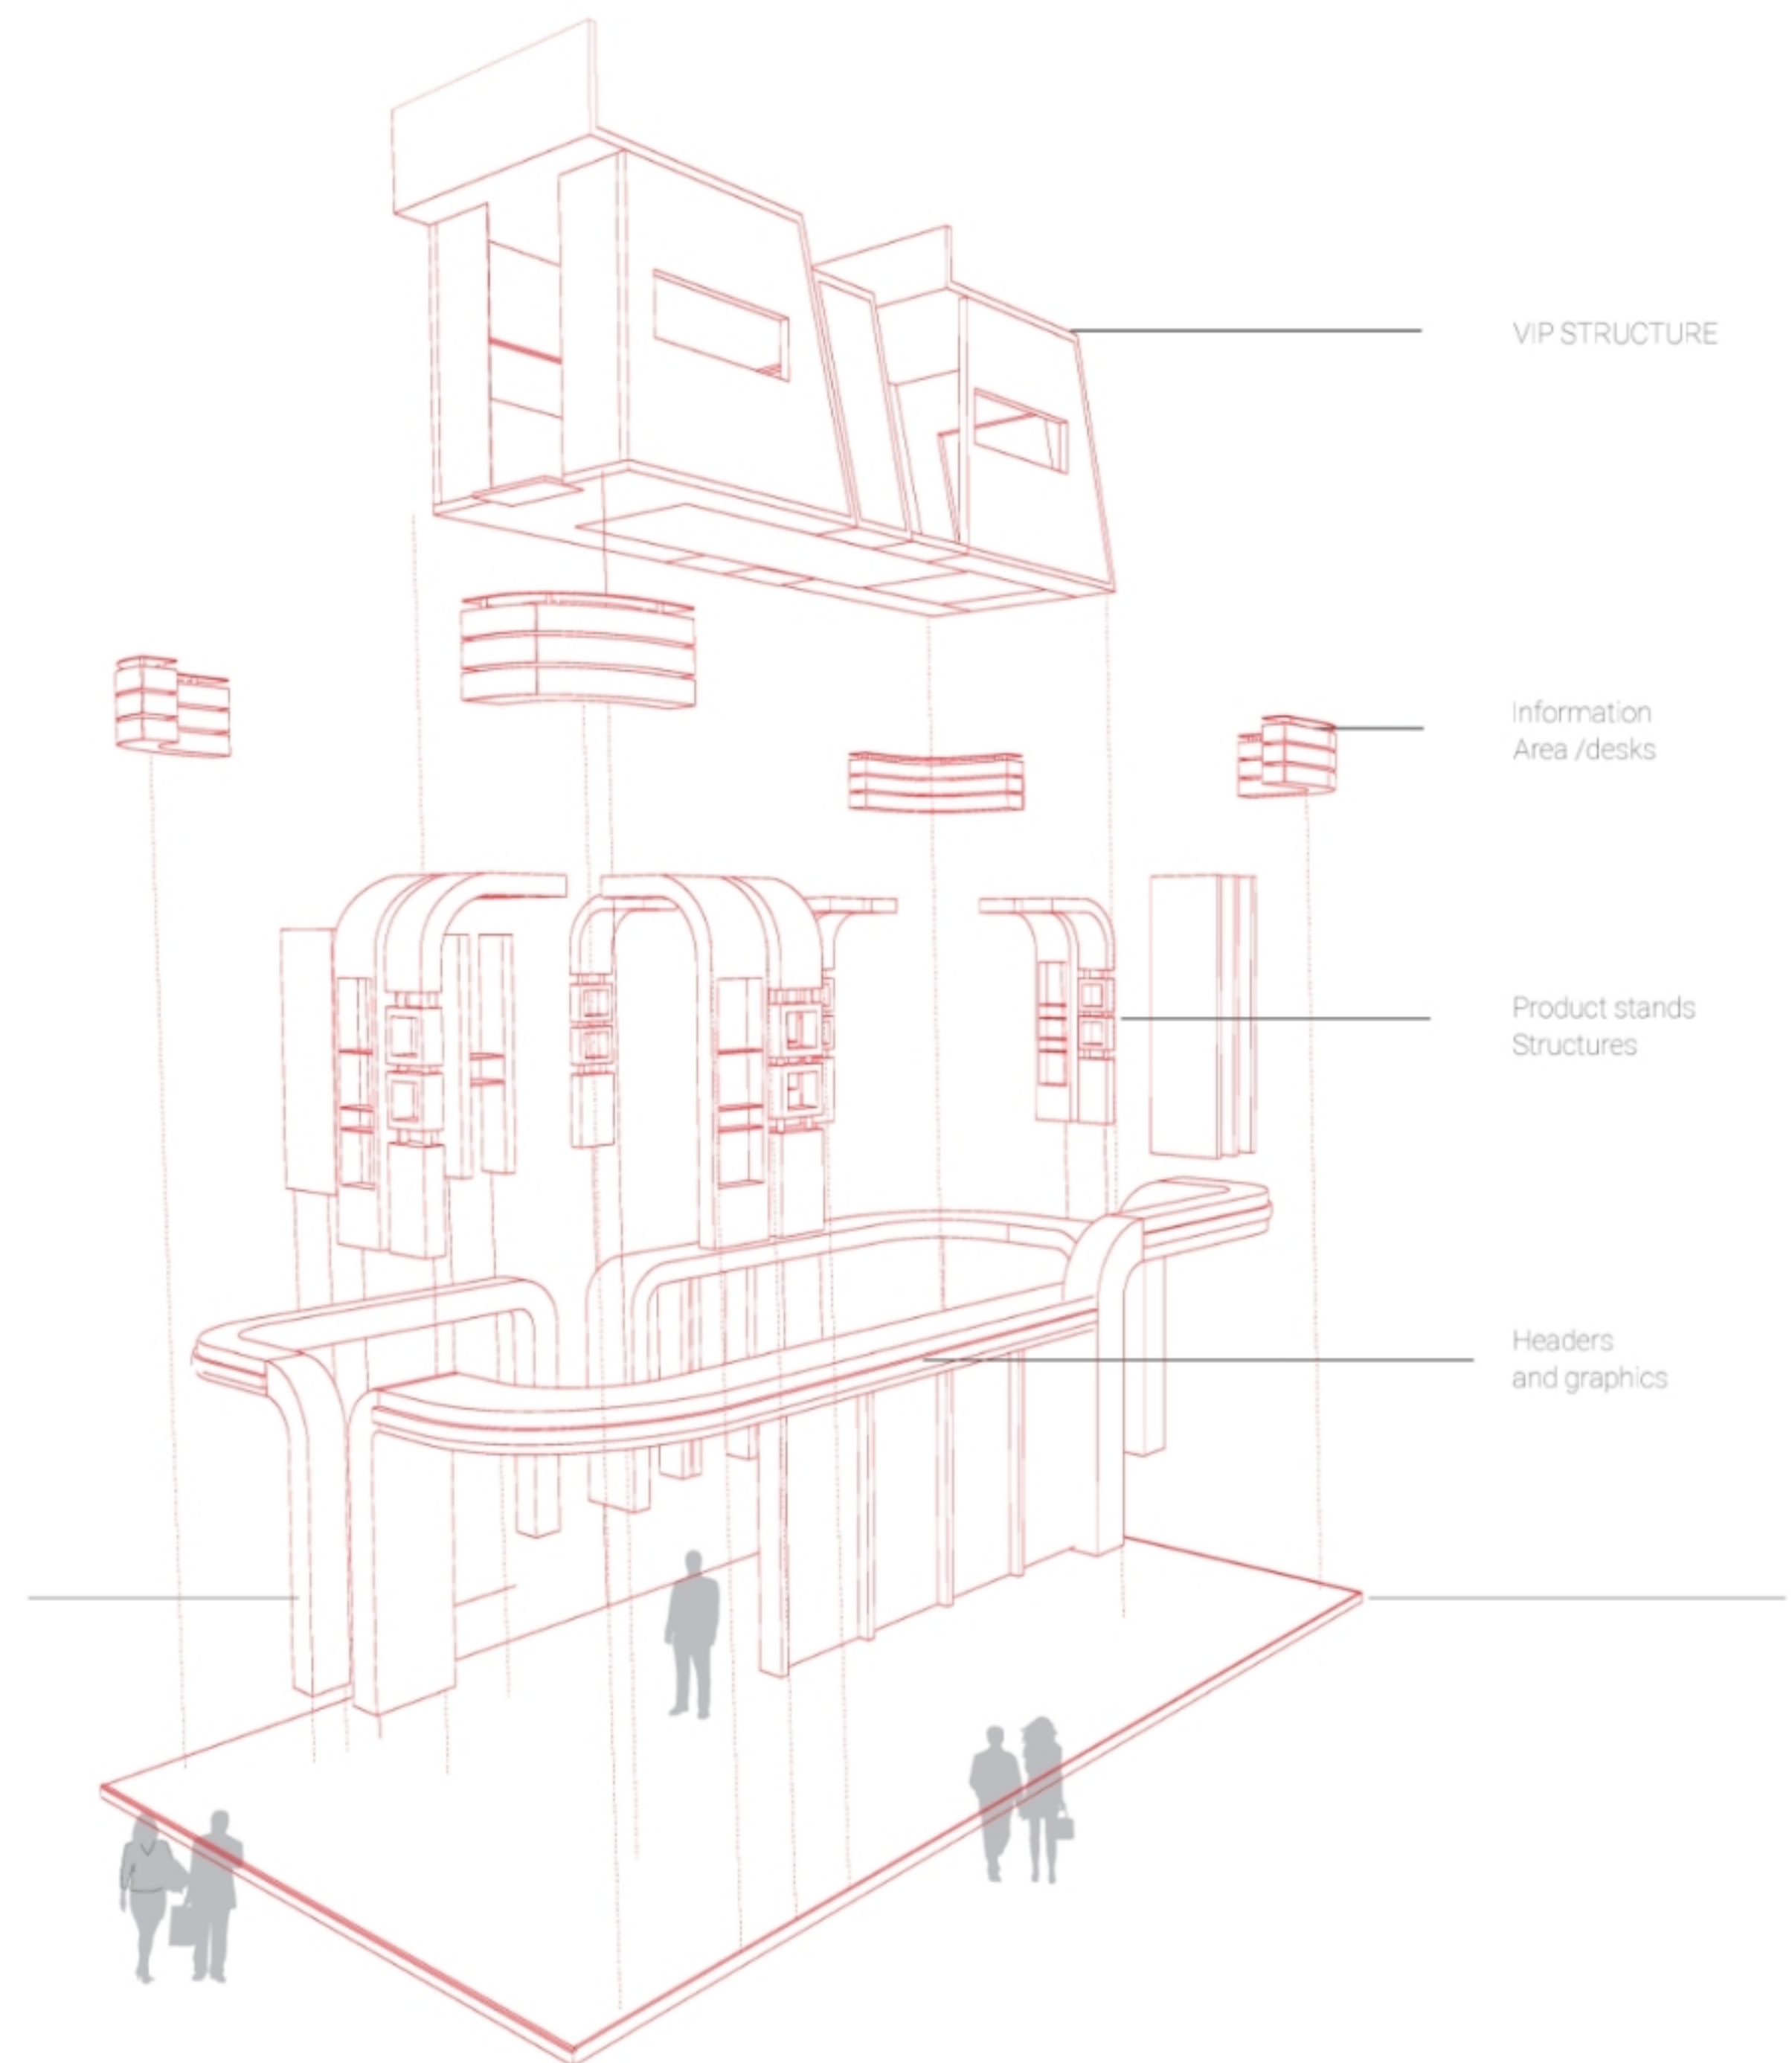 VIP STRUCTURE
Information
Area /desks
Product stands
Structures
Headers
and graphics